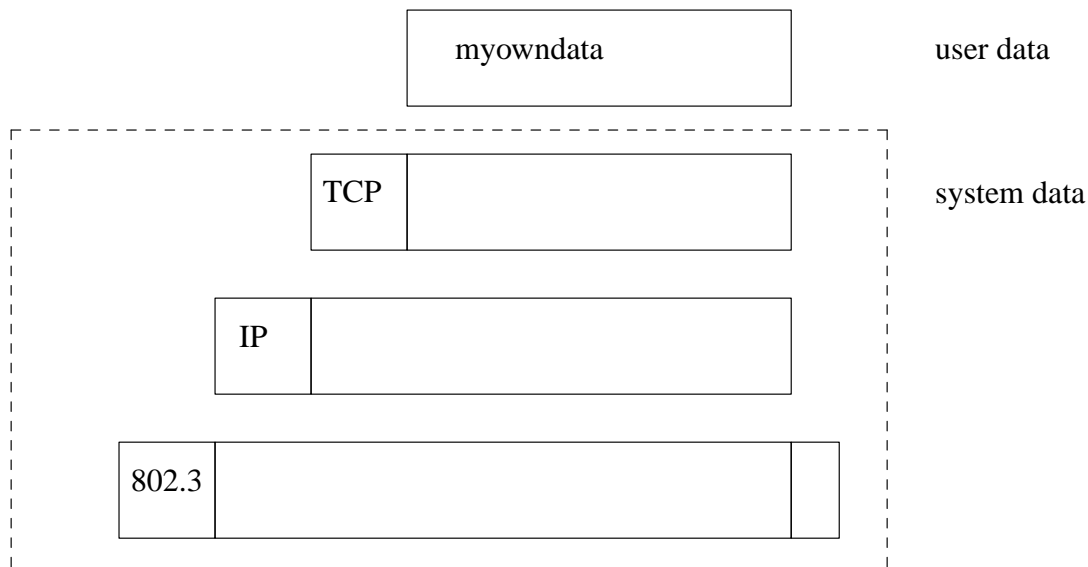 myowndata
user data
TCP
system data
IP
802.3